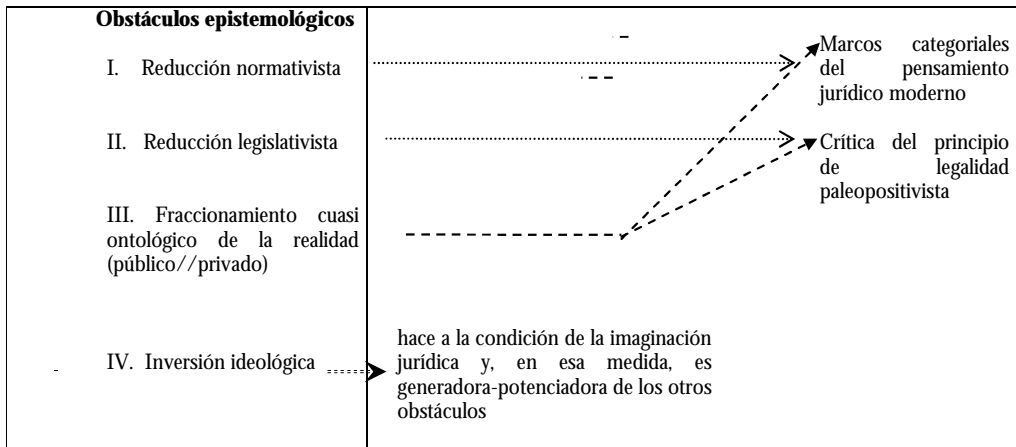 Obstáculos epistemológicos
I. Reducción normativista
Marcos categoriales
del pensamiento
jurídico moderno
II. Reducción legislativista
Crítica del principio
de legalidad
paleopositivista
III. Fraccionamiento cuasi
ontológico de la realidad
(público//privado)
IV. Inversión ideológica
hace a la condición de la imaginación
jurídica y, en esa medida, es
generadora-potenciadora de los otros
obstáculos